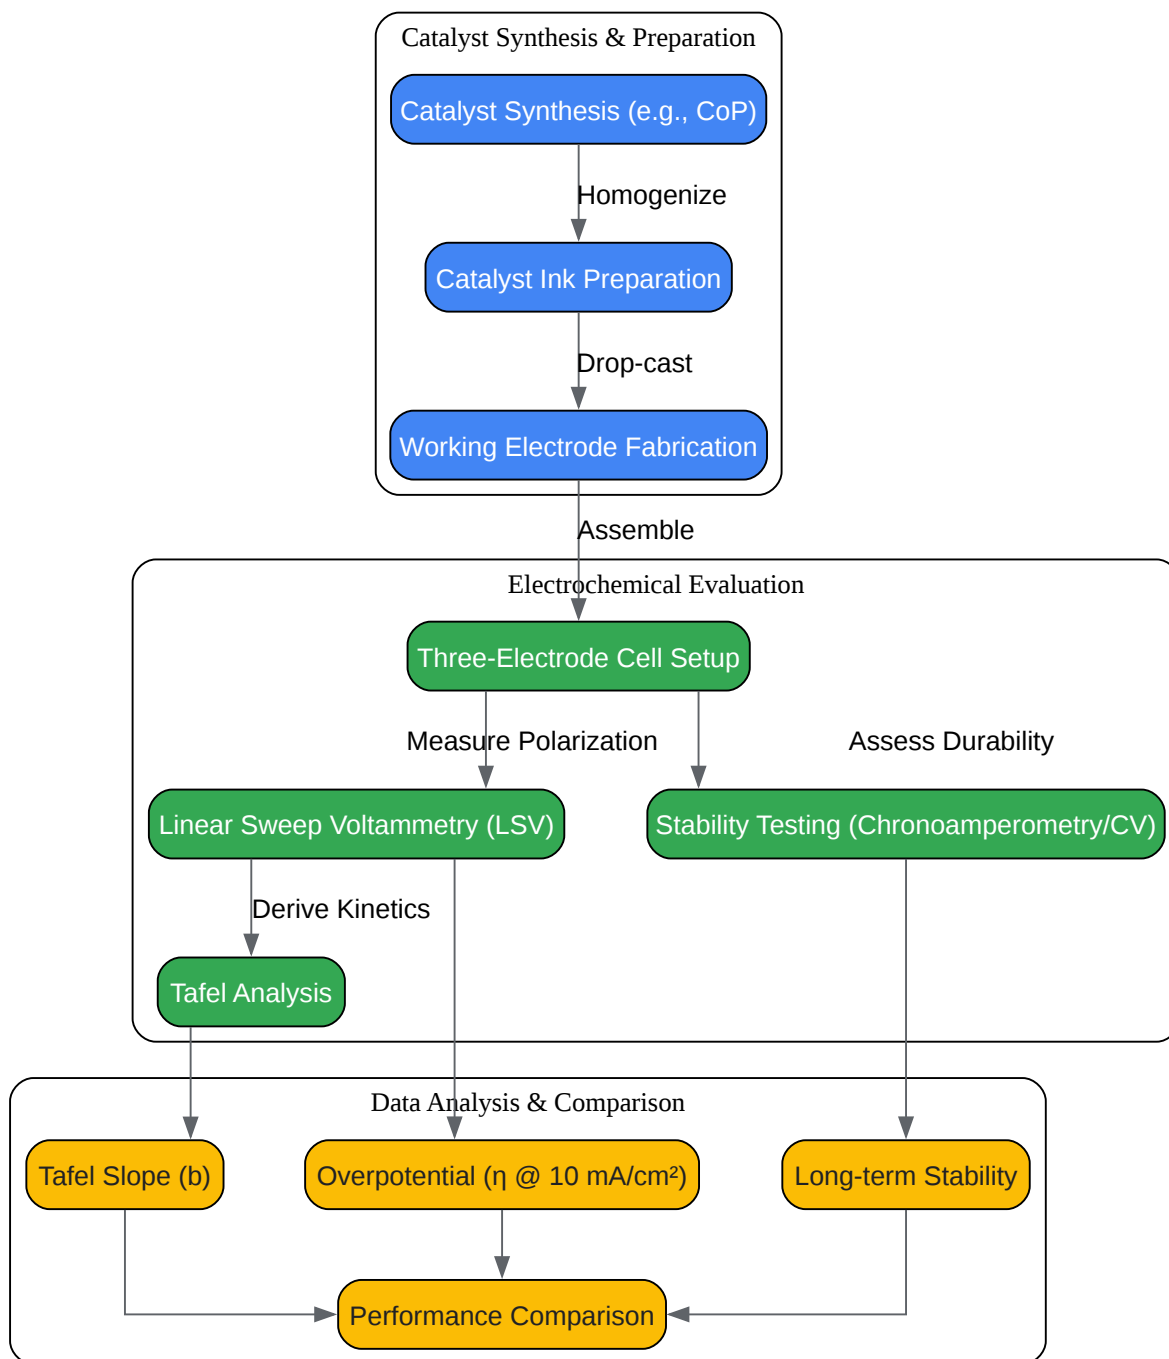 Catalyst Synthesis & Preparation
Catalyst Synthesis (e.g., CoP)
Homogenize
Catalyst Ink Preparation
Drop-cast
Working Electrode Fabrication
Assemble
Electrochemical Evaluation
Three-Electrode Cell Setup
Measure Polarization
Assess Durability
Linear Sweep Voltammetry (LSV)
Stability Testing (Chronoamperometry/CV)
Derive Kinetics
Tafel Analysis
Data Analysis & Comparison
Tafel Slope (b)
Overpotential (η @ 10 mA/cm²)
Long-term Stability
Performance Comparison